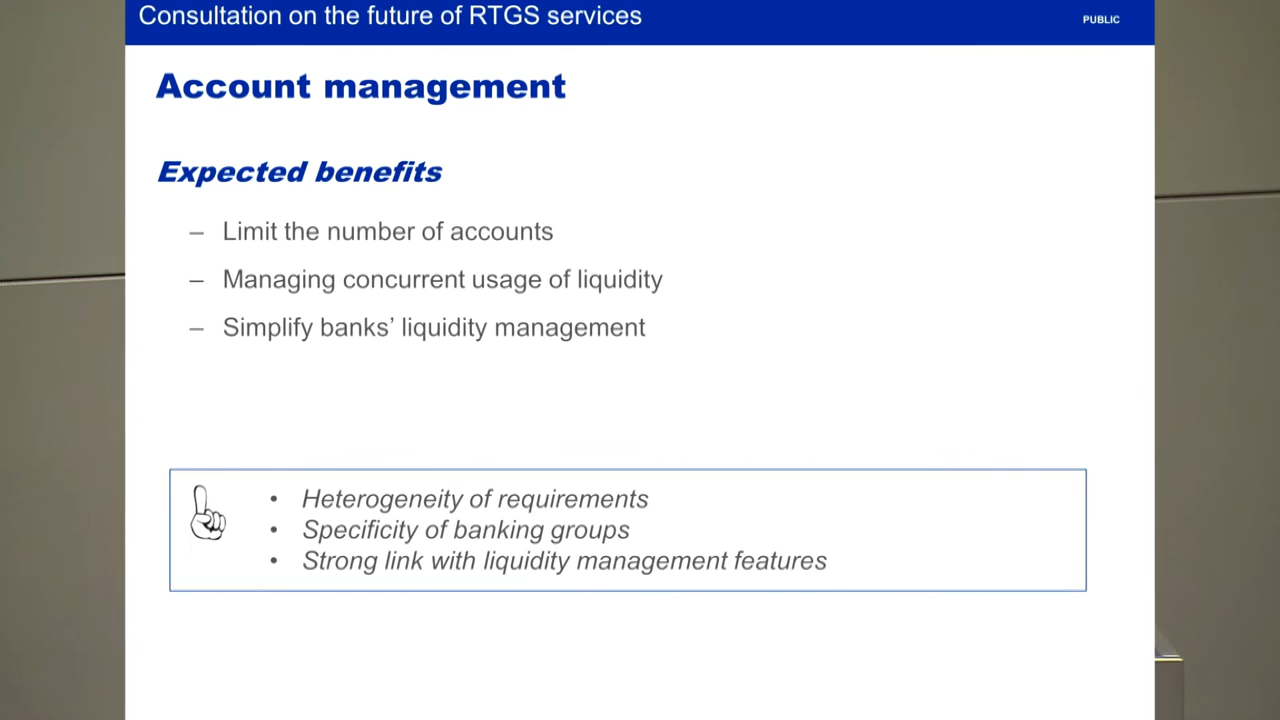 Consultation on the future of RTGS services
PUBLIC
Account management
Expected benefits
– Limit the number of accounts
– Managing concurrent usage of liquidity
– Simplify banks’ liquidity management
• Heterogeneity of requirements
• Specificity of banking groups
• Strong link with liquidity management features